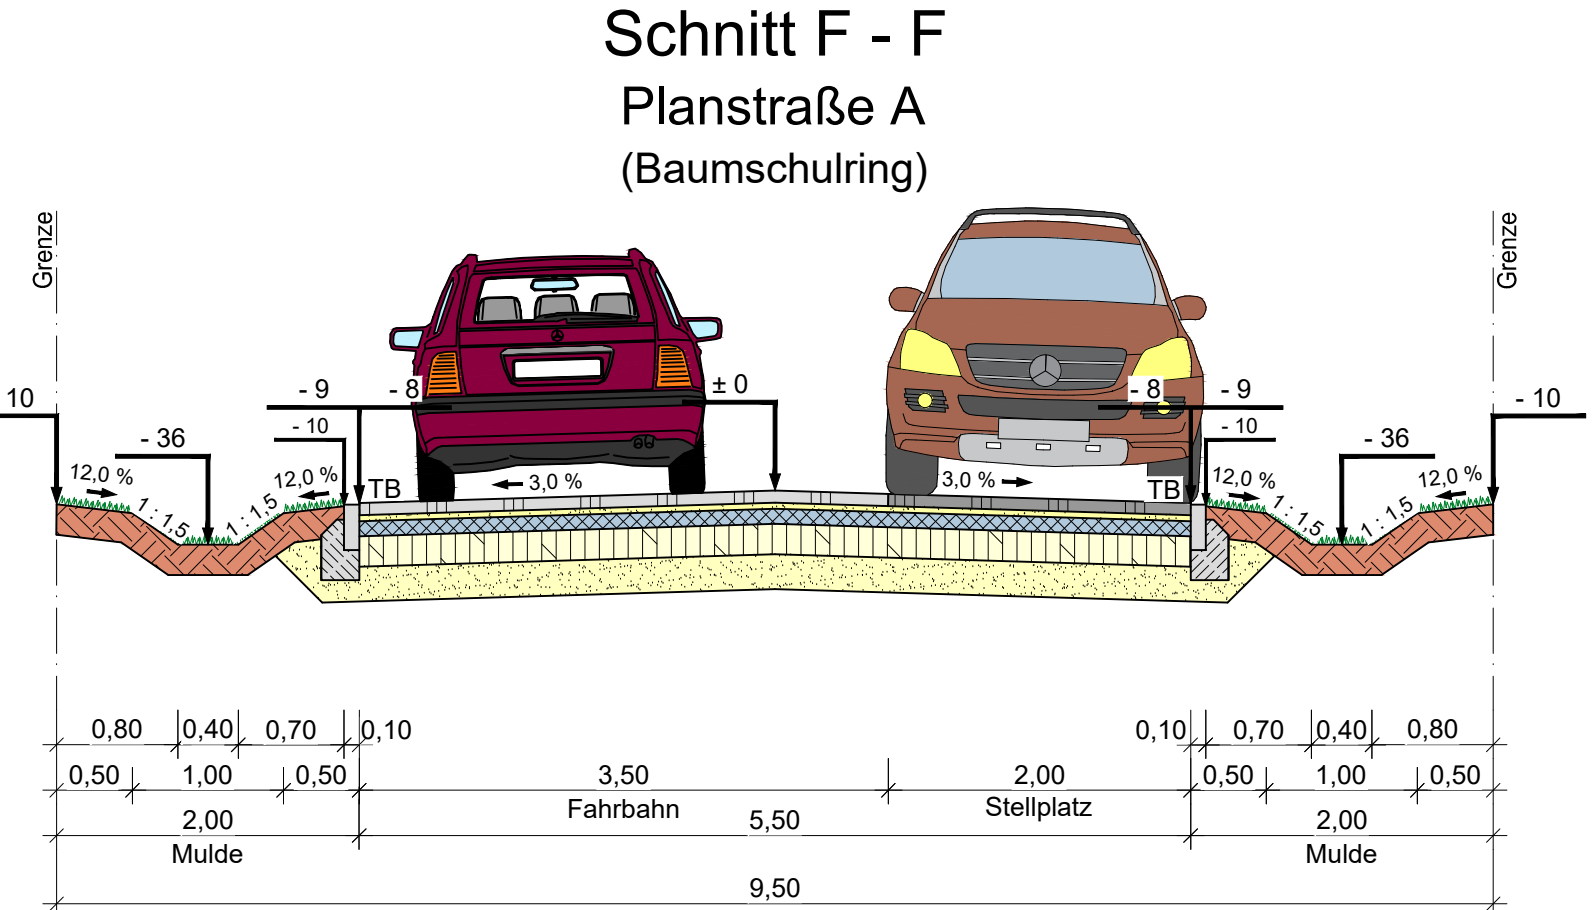 Schnitt F - F
Planstraße A
(Baumschulring)
Grenze
Grenze
10
- 9
- 8
± 0
- 8
- 9
- 10
- 36
- 10
- 10
- 36
12,0 %
12,0 %
TB
3,0 %
3,0 %
TB
12,0 %
12,0 %
1 : 1,5
1 : 1,5
1 : 1,5
1 : 1,5
0,80
0,40
0,70
0,10
0,10
0,70
0,40
0,80
0,50
1,00
0,50
3,50
2,00
0,50
1,00
0,50
Fahrbahn
Stellplatz
2,00
5,50
2,00
Mulde
Mulde
9,50